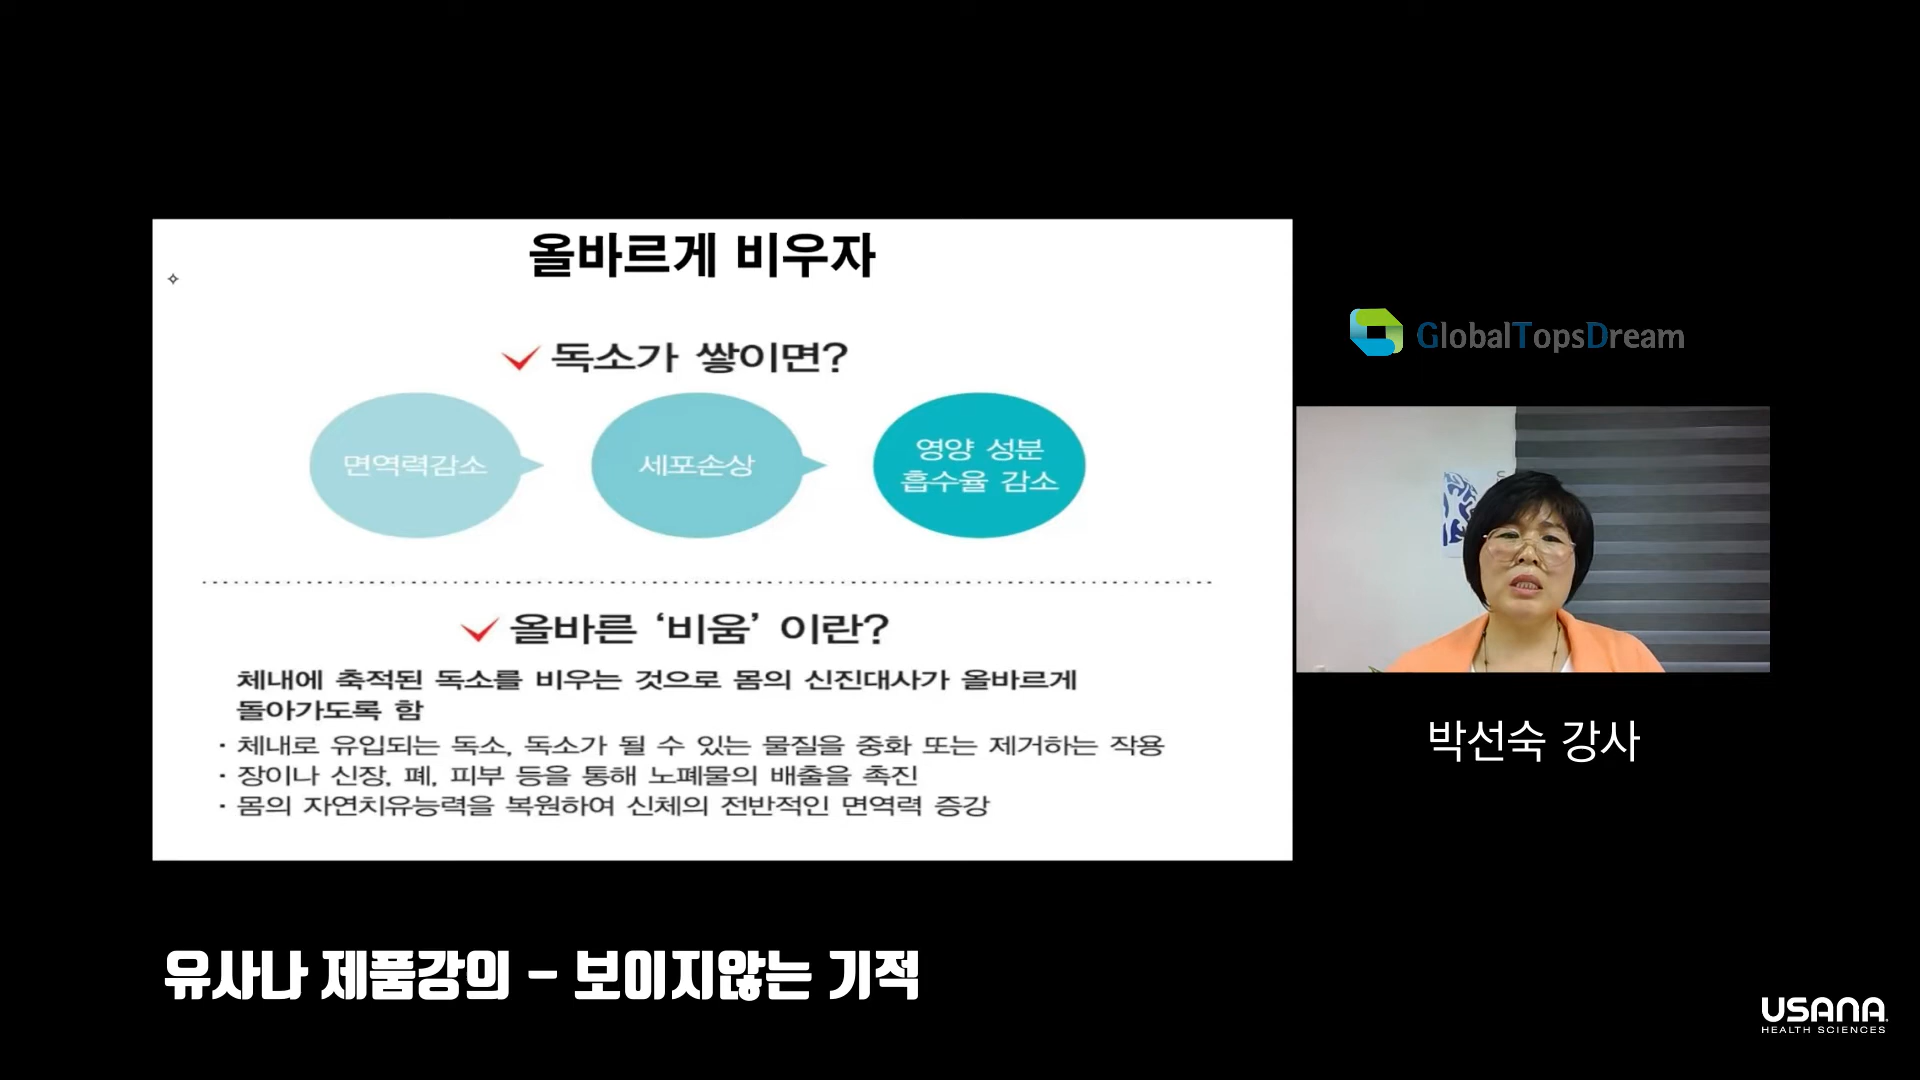 올바르게 비우자
독소가 쌓이면?
면역력감소
세포손상
영양 성분
흡수율 감소
올바른 ‘비움’ 이란?
체내에 축적된 독소를 비우는 것으로 몸의 신진대사가 올바르게
돌아가도록 함
· 체내로 유입되는 독소, 독소가 될 수 있는 물질을 중화 또는 제거하는 작용
· 장이나 신장, 폐, 피부 등을 통해 노폐물의 배출을 촉진
· 몸의 자연치유능력을 복원하여 신체의 전반적인 면역력 증강
GlobalTopsDream
박선숙 강사
유사나 제품강의 - 보이지않는 기적
USANA
HEALTH SCIENCES